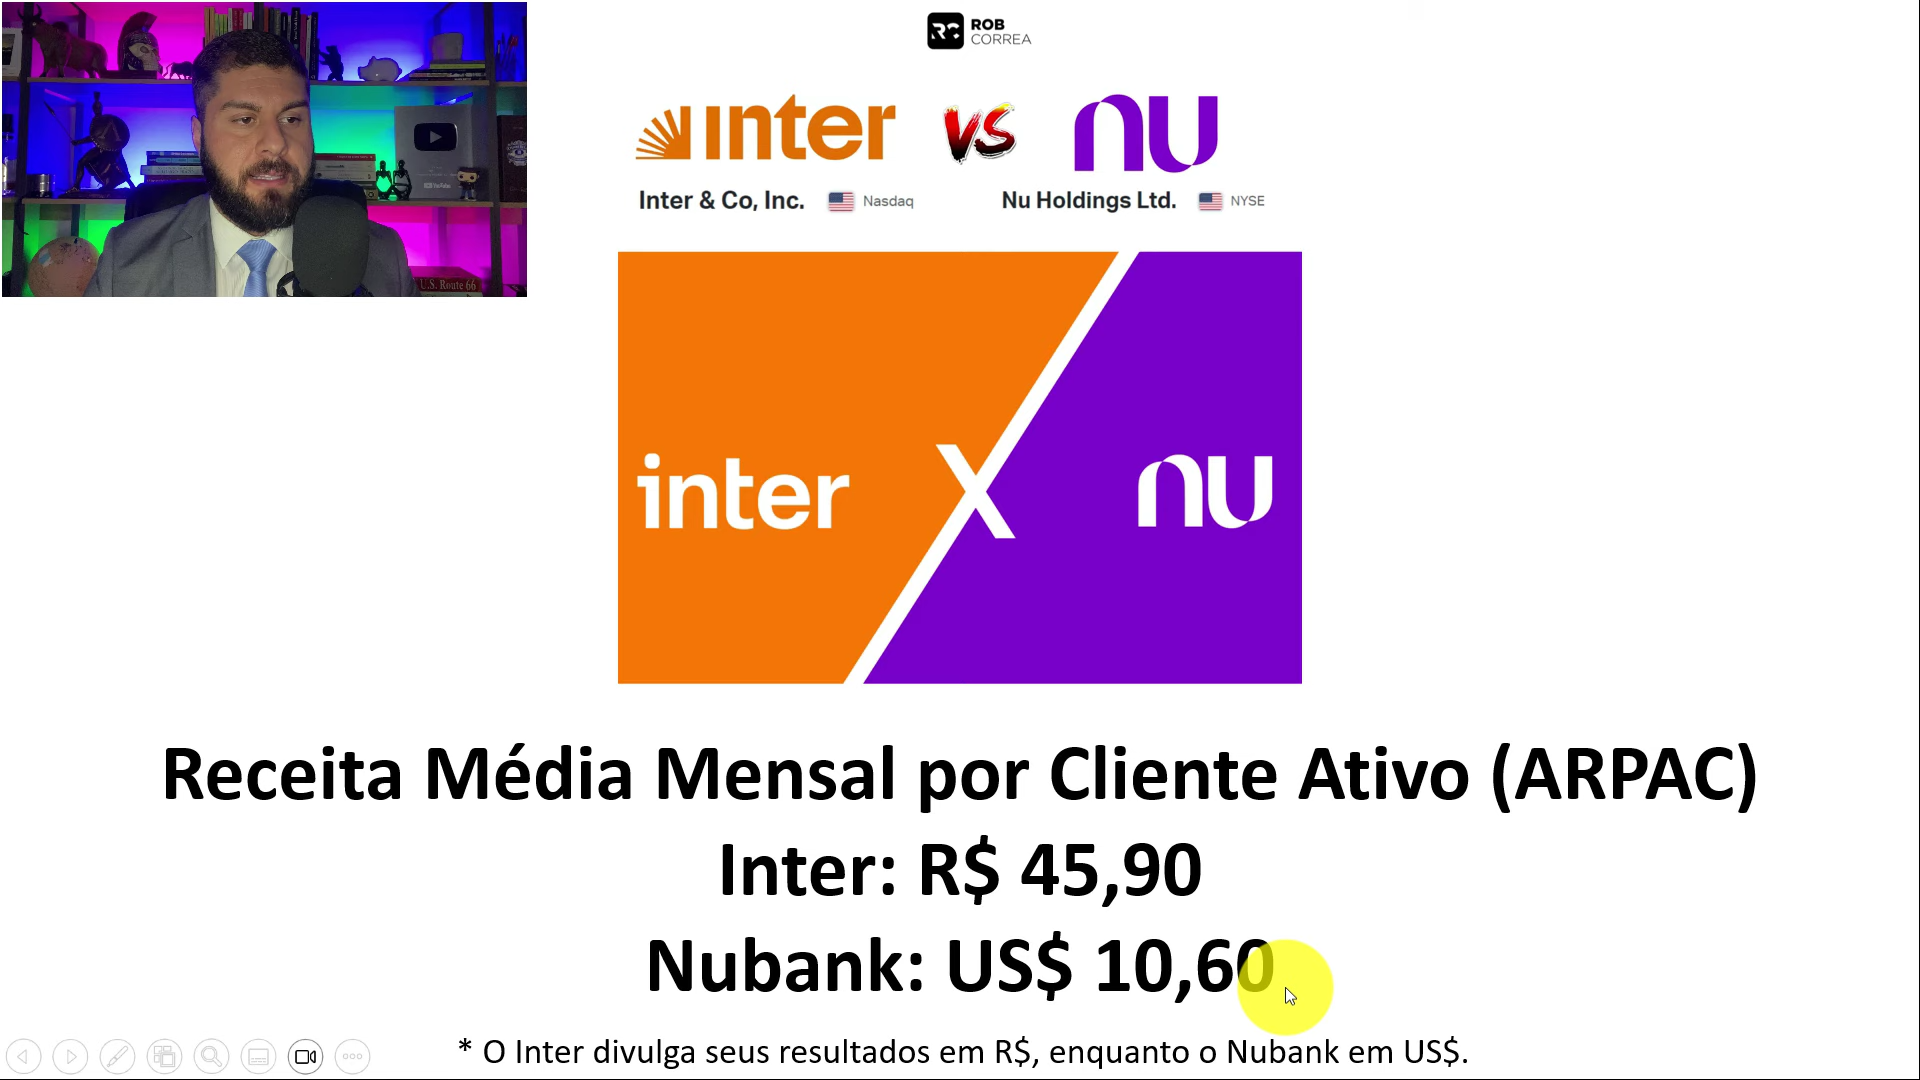 ROB
CORREA
inter VS nu
Inter & Co, Inc. Nasdaq Nu Holdings Ltd. NYSE
U.S. Route 66
inter X nu
Receita Média Mensal por Cliente Ativo (ARPAC)
Inter: R$ 45,90
Nubank: US$ 10,60
* O Inter divulga seus resultados em R$, enquanto o Nubank em US$.